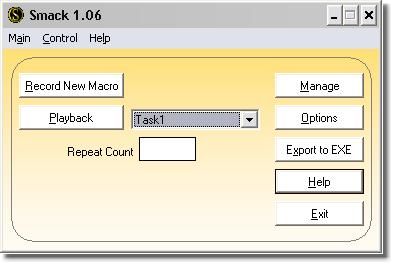 Smack 1.06
Main Control Help
Record New Macro
Manage
Playback
Task1
Options
Repeat Count
Export to EXE
Help
Exit